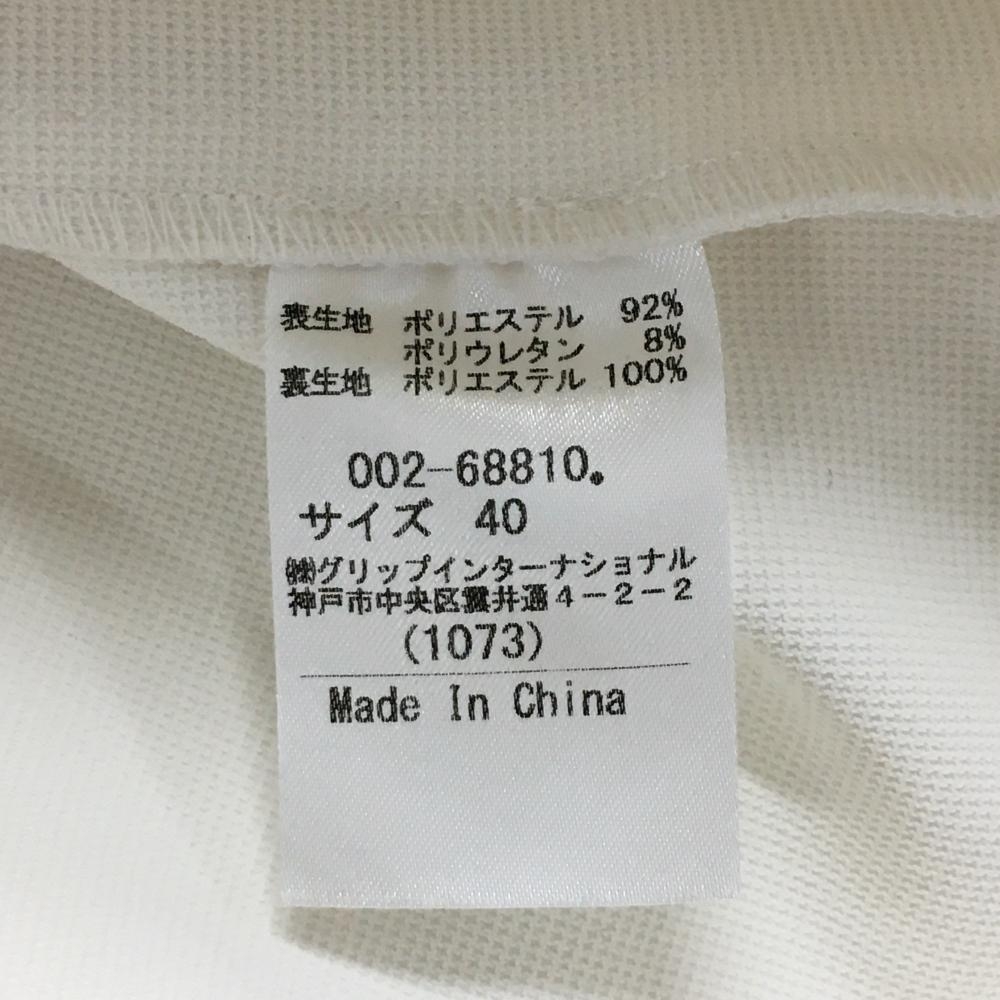 表生地 ポリエステル 92%
ポリウレタン 8%
裏生地 ポリエステル 100%
002-68810.
サイズ 40
㈱グリップインターナショナル
神戸市中央区雲井通4-2-2
(1073)
Made In China